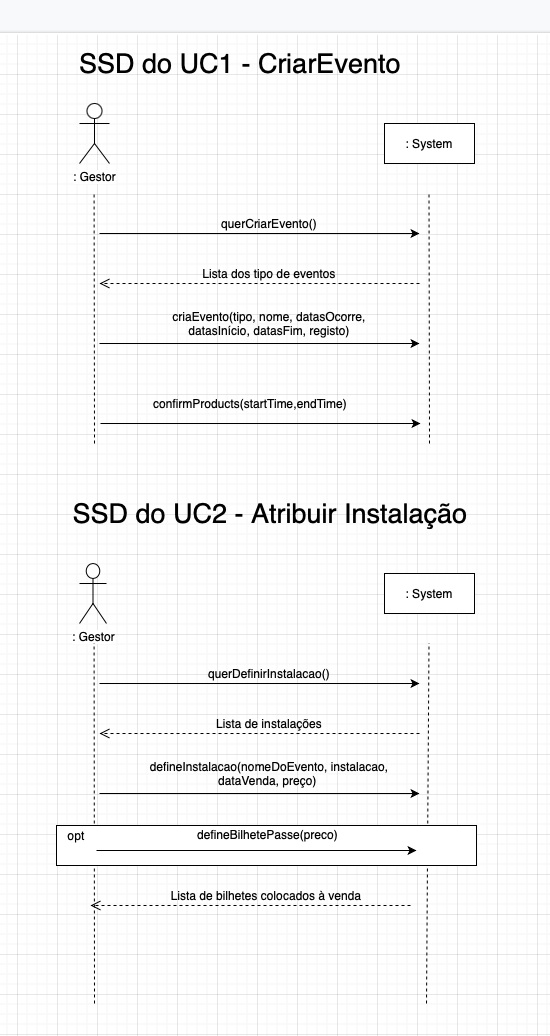 SSD do UC1 - CriarEvento
: Gestor
: System
querCriarEvento()
Lista dos tipo de eventos
criaEvento(tipo, nome, datasOcorre,
datasInício, datasFim, registo)
confirmProducts(startTime,endTime)
SSD do UC2 - Atribuir Instalação
: Gestor
: System
querDefinirInstalacao()
Lista de instalações
defineInstalacao(nomeDoEvento, instalacao,
dataVenda, preço)
opt
defineBilhetePasse(preco)
Lista de bilhetes colocados à venda